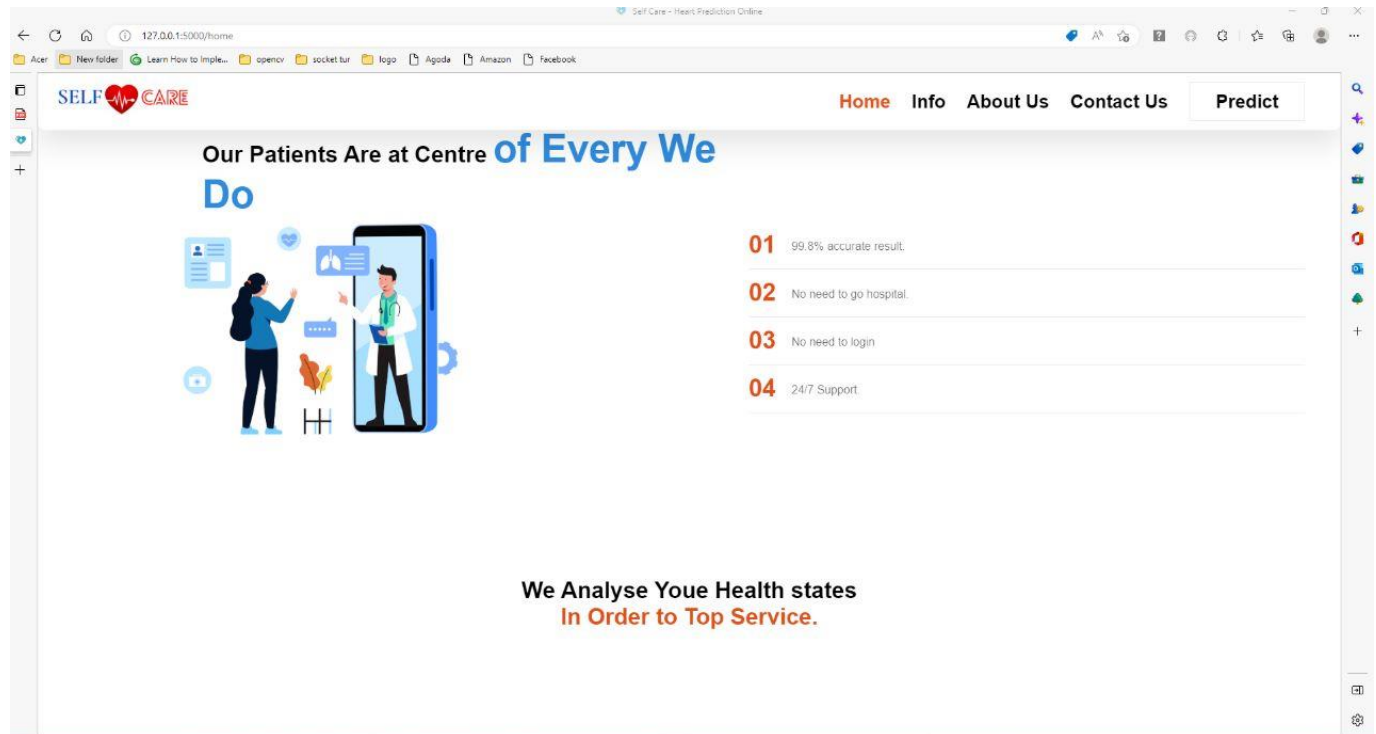 Self Care - Heart Prediction Online
127.0.0.1:5000/home
Acer New folder Learn How to Imple... opencv socket tur logo Agoda Amazon Facebook
SELF CARE Home Info About Us Contact Us Predict
Our Patients Are at Centre of Every We
Do
01 99.8% accurate result.
02 No need to go hospital.
03 No need to login
04 24/7 Support
We Analyse Youe Health states
In Order to Top Service.